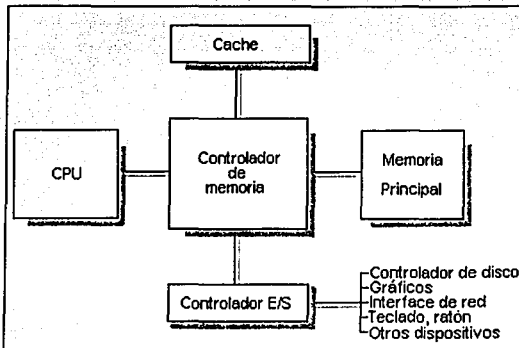 Cache
CPU
Controlador
de
memoria
Memoria
Principal
Controlador E/S
Controlador de disco
Gráficos
Interface de red
Teclado, ratón
Otros dispositivos